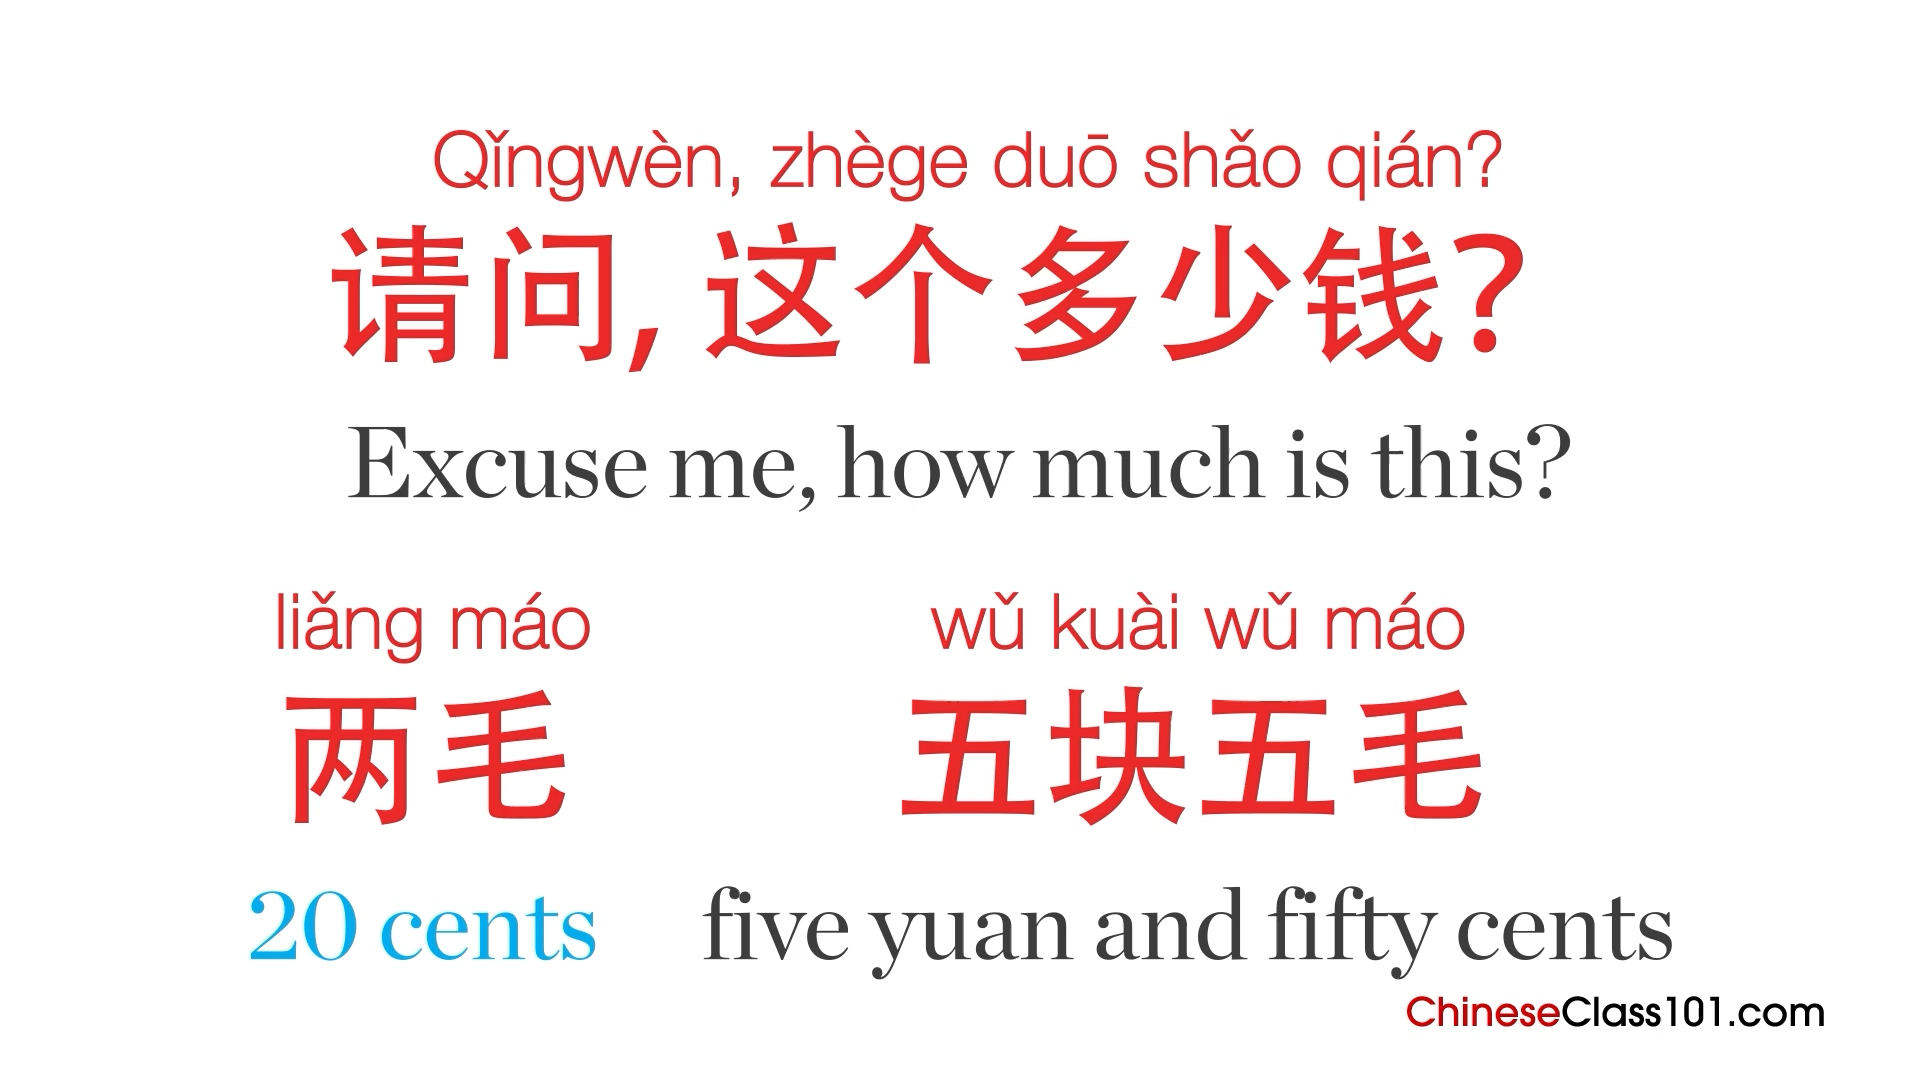 Qǐngwèn, zhège duō shǎo qián?
请问, 这个多少钱?
Excuse me, how much is this?
liǎng máo
两毛
20 cents
wǔ kuài wǔ máo
五块五毛
five yuan and fifty cents
ChineseClass101.com